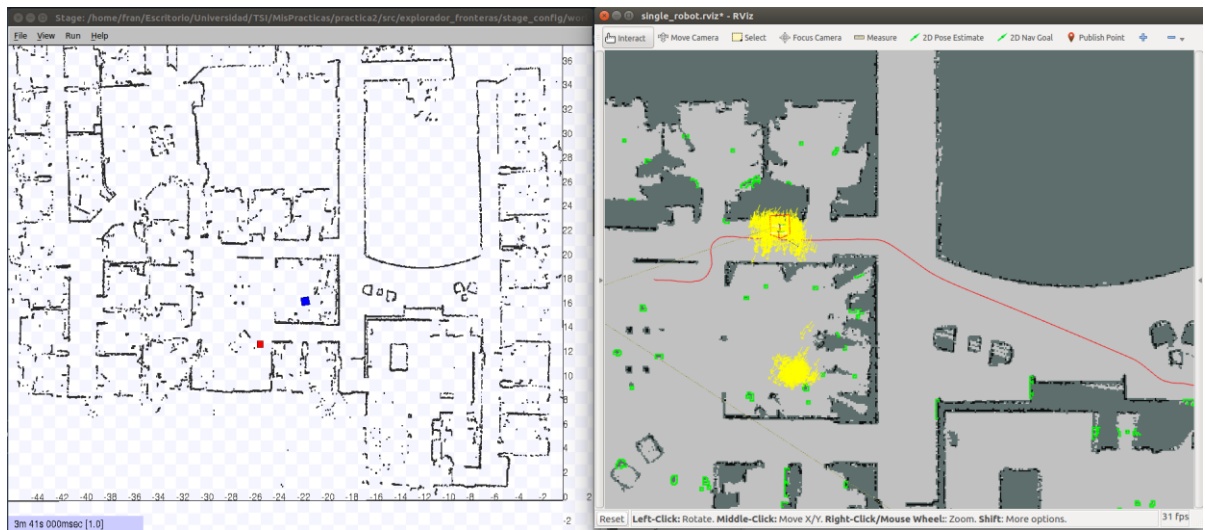 Stage: /home/fran/Escritorio/Universidad/TSI/MisPracticas/practica2/src/explorador_fronteras/stage_config/wor
File View Run Help
36
34
32
30
28
26
24
22
20
18
16
14
12
10
8
6
4
2
0
-44 -42 -40 -38 -36 -34 -32 -30 -28 -26 -24 -22 -20 -18 -16 -14 -12 -10 -8 -6 -4 -2 0 2
-2
3m 41s 000msec [1.0]
single_robot.rviz* - RViz
Interact Move Camera Select Focus Camera Measure 2D Pose Estimate 2D Nav Goal Publish Point
Reset Left-Click: Rotate. Middle-Click: Move X/Y. Right-Click/Mouse Wheel:: Zoom. Shift: More options. 31 fps